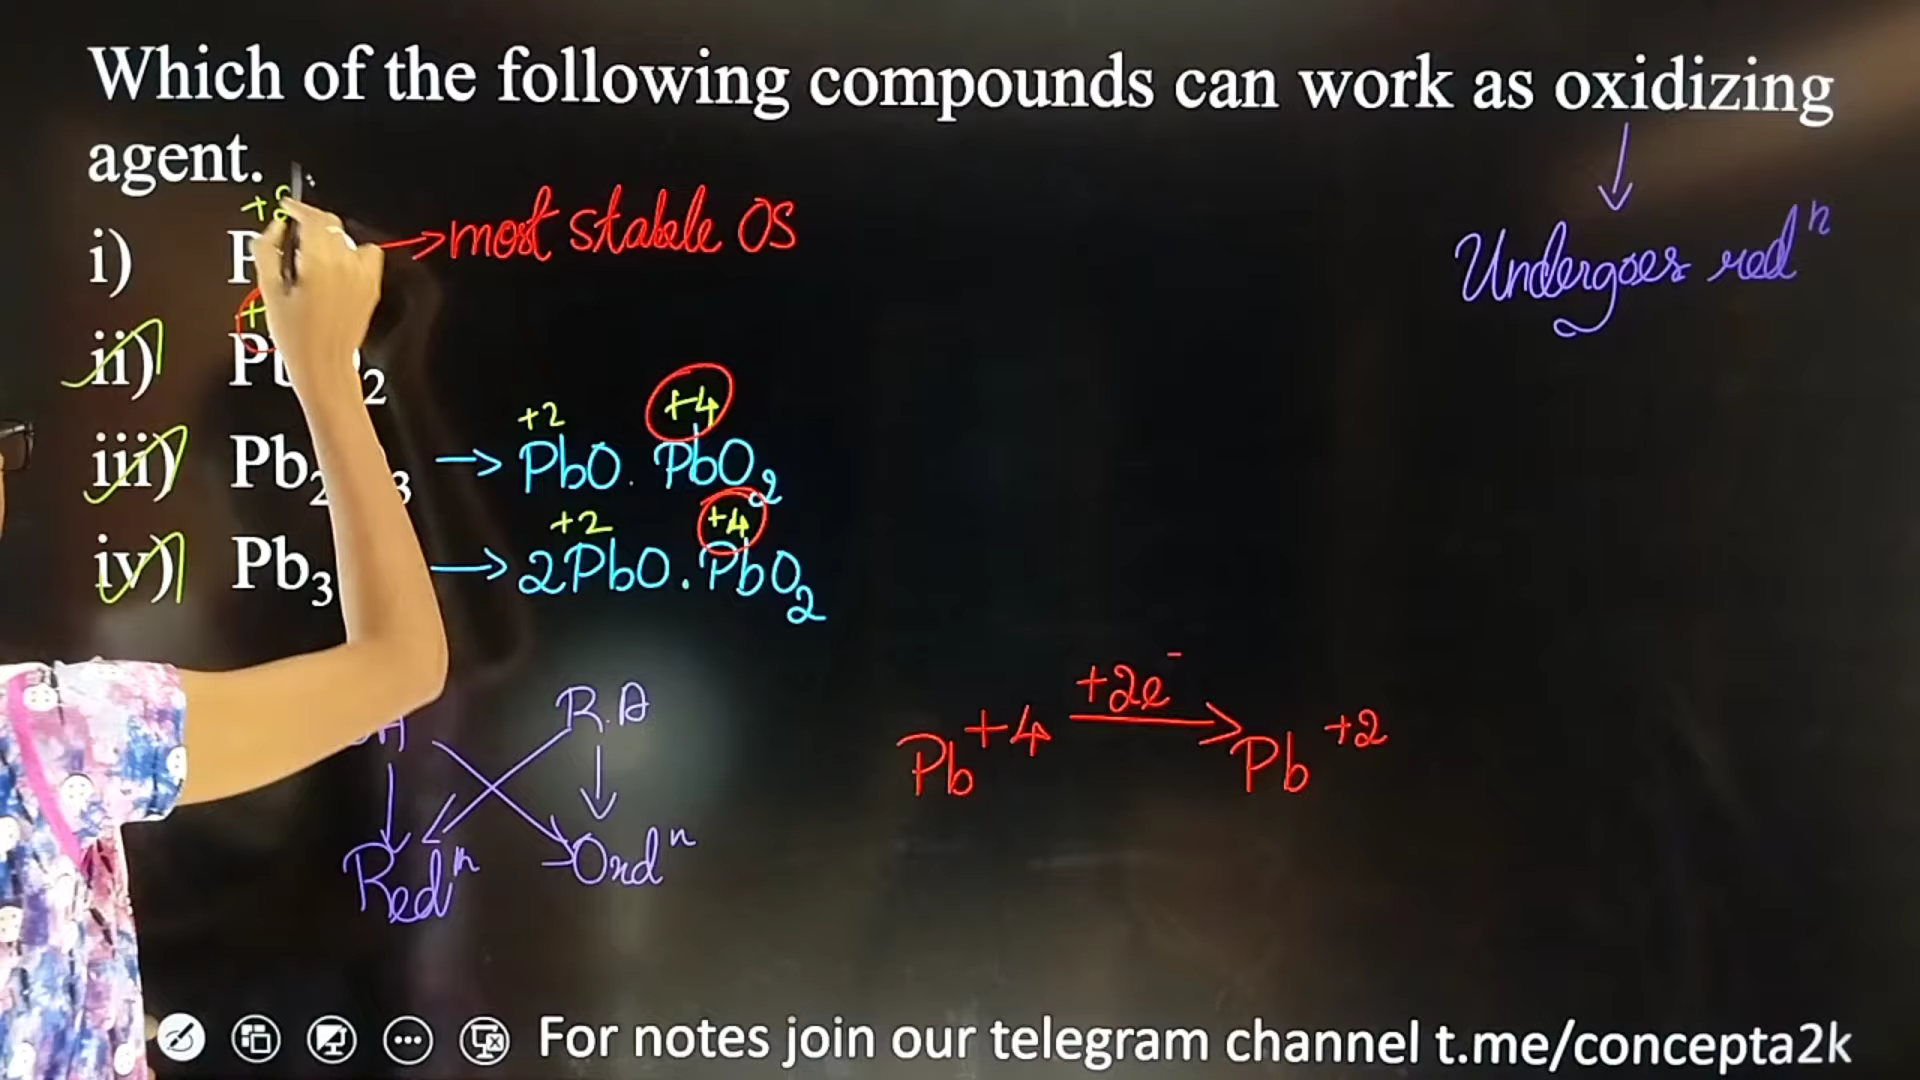 Which of the following compounds can work as oxidizing
agent.
Undergoes redⁿ
i) → most stable OS
ii)
+2 +4
iii) Pb₂ ₃ → PbO. PbO₂
+2 +4
iv) Pb₃ → 2PbO.PbO₂
R.A
Pb⁺⁴ +2e⁻ → Pb⁺²
Redⁿ Oxdⁿ
For notes join our telegram channel t.me/concepta2k